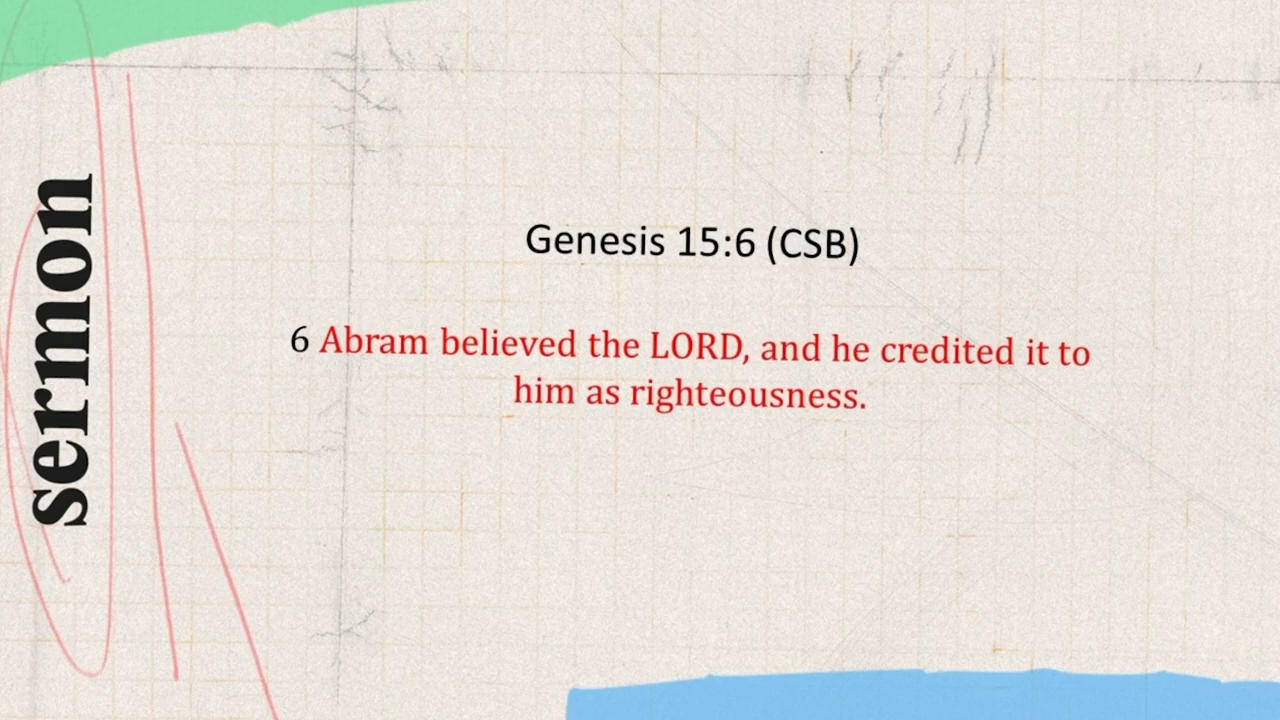 sermon
Genesis 15:6 (CSB)
6 Abram believed the LORD, and he credited it to
him as righteousness.